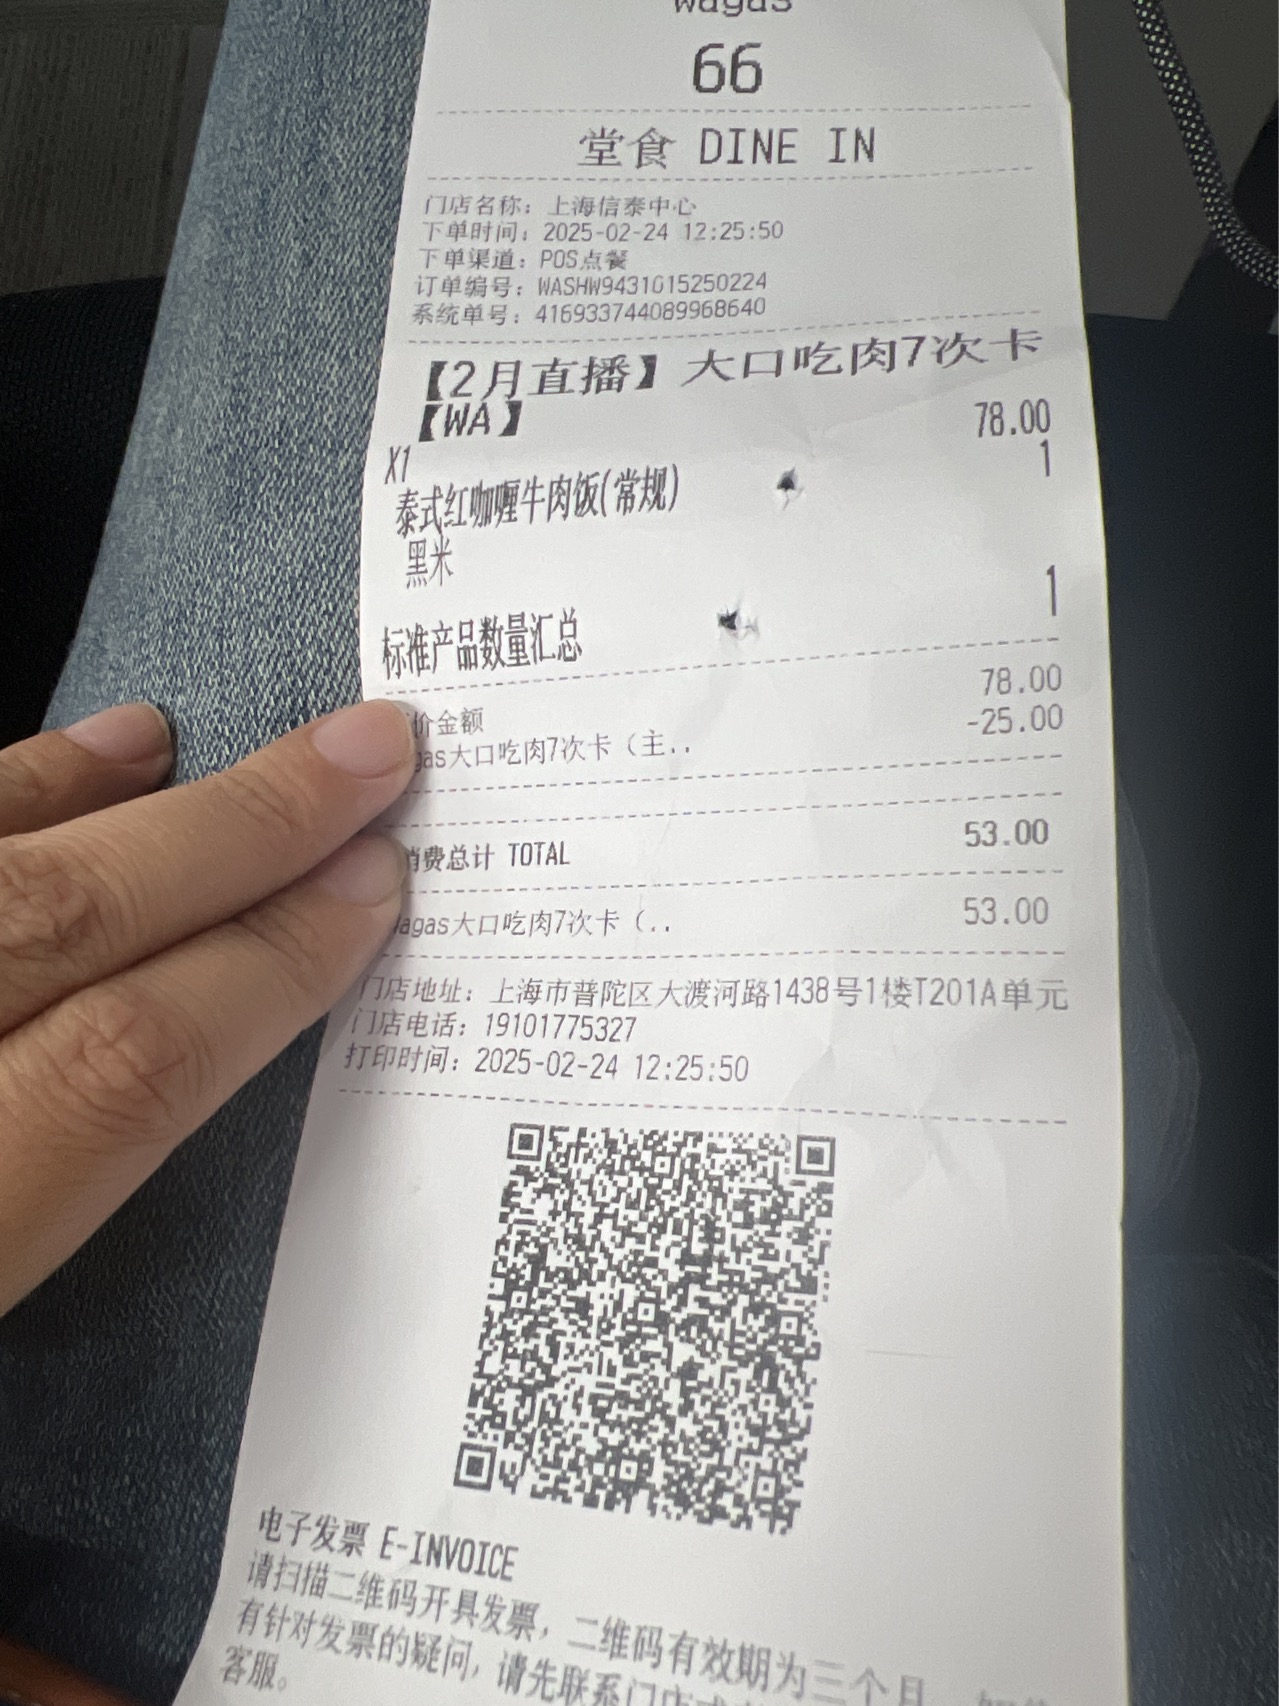 wagas
66
堂食 DINE IN
门店名称：上海信泰中心
下单时间：2025-02-24 12:25:50
下单渠道：POS点餐
订单编号：WASHW9431015250224
系统单号：416933744089968640
【2月直播】大口吃肉7次卡
【WA】 78.00
X1 1
泰式红咖喱牛肉饭(常规)
黑米
标准产品数量汇总 1
价金额 78.00
gas大口吃肉7次卡（主.. -25.00
消费总计 TOTAL 53.00
agas大口吃肉7次卡（.. 53.00
门店地址：上海市普陀区大渡河路1438号1楼T201A单元
门店电话：19101775327
打印时间：2025-02-24 12:25:50
电子发票 E-INVOICE
请扫描二维码开具发票，二维码有效期为三个月，
有针对发票的疑问，请先联系门店
客服。